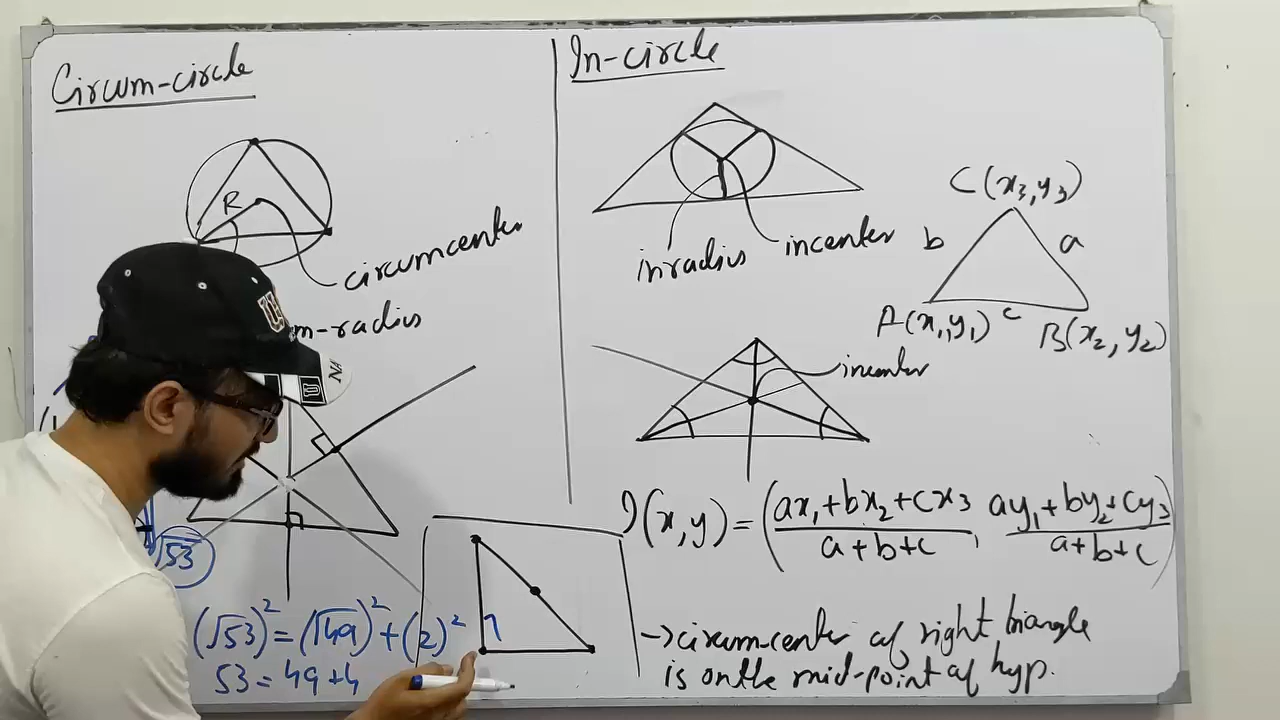 Circum-circle
R
circumcenter
m-radius
√53
(√53)² = (√49)² + (2)²
53 = 49+4
In-circle
inradius
incenter
C(x₃,y₃)
b
a
A(x₁,y₁)
c
B(x₂,y₂)
incenter
I(x,y) = (ax₁+bx₂+cx₃ / a+b+c , ay₁+by₂+cy₃ / a+b+c)
→circum-center of right triangle
is on the mid-point of hyp.